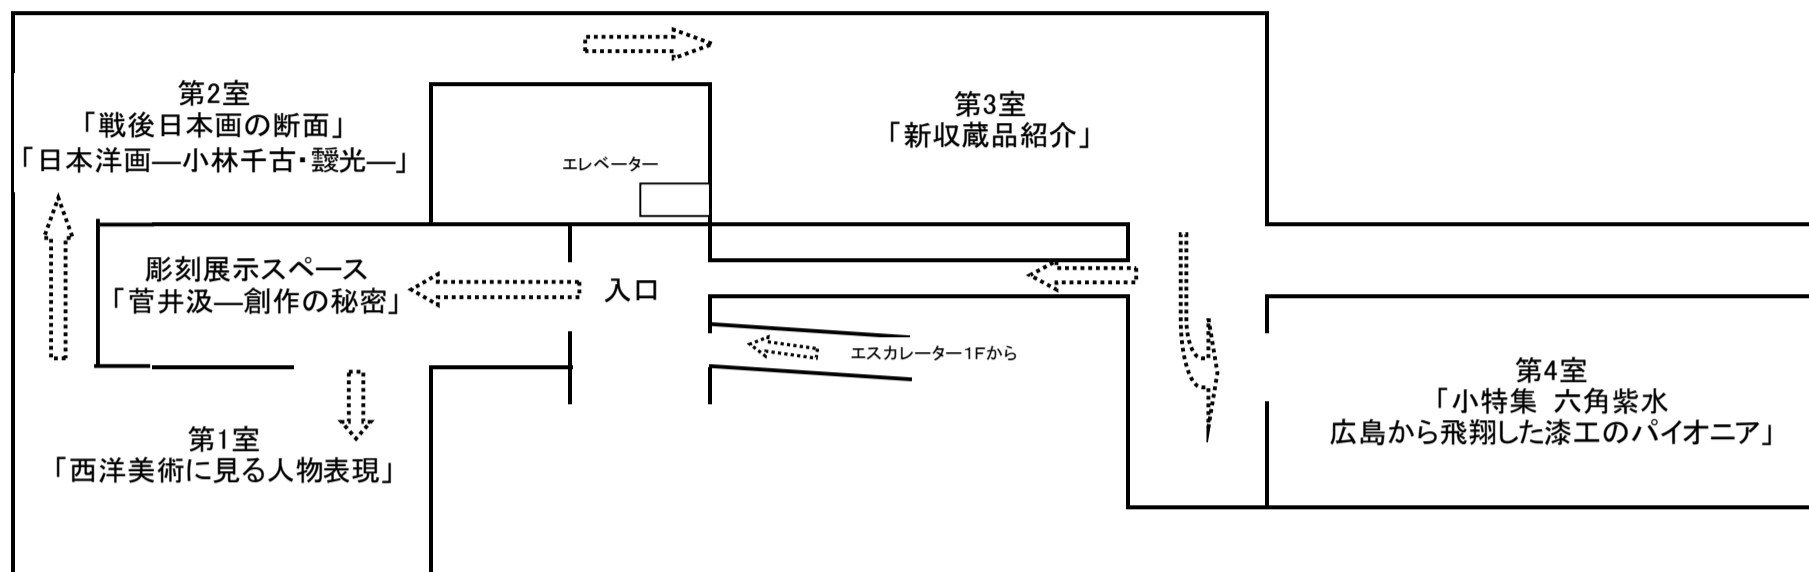 第2室
「戦後日本画の断面」
「日本洋画―小林千古・靉光―」
第3室
「新収蔵品紹介」
エレベーター
彫刻展示スペース
「菅井汲―創作の秘密」
入口
エスカレーター1Fから
第1室
「西洋美術に見る人物表現」
第4室
「小特集 六角紫水
広島から飛翔した漆工のパイオニア」